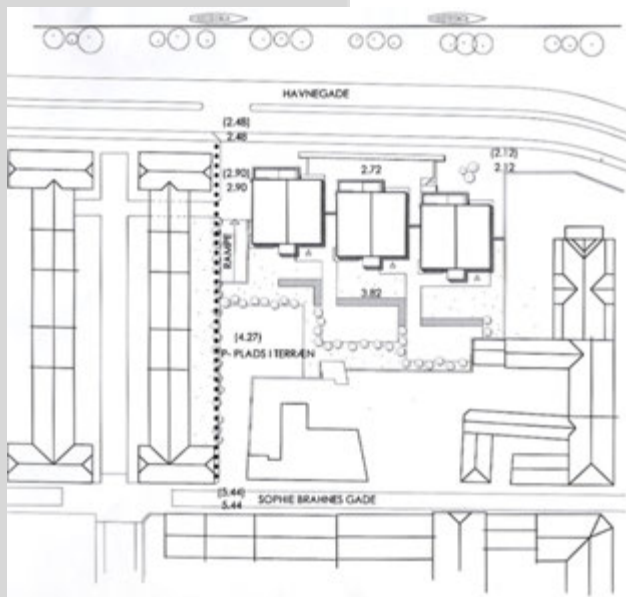 HAVNEGADE
(2.48)
2.48
(2.90)
2.90
2.72
(2.12)
2.12
RAMPE
3.82
(4.27)
P- PLADS I TERRÆN
(5.44)
5.44
SOPHIE BRAHNES GADE